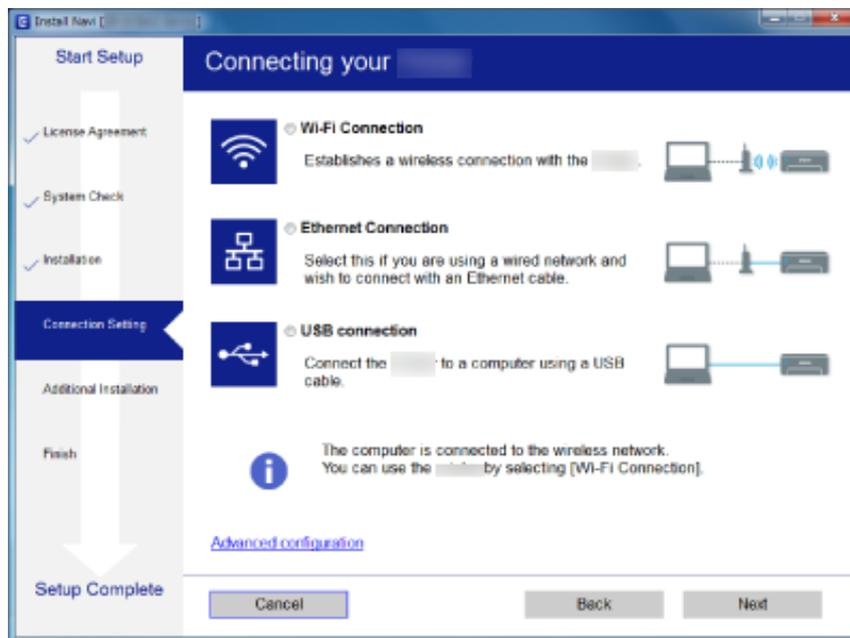 Install Navi [
Start Setup
Connecting your
License Agreement
System Check
Installation
Connection Setting
Additional Installation
Finish
Setup Complete
Wi-Fi Connection
Establishes a wireless connection with the .
Ethernet Connection
Select this if you are using a wired network and
wish to connect with an Ethernet cable.
USB connection
Connect the to a computer using a USB
cable.
The computer is connected to the wireless network.
You can use the by selecting [Wi-Fi Connection].
Advanced configuration
Cancel
Back
Next